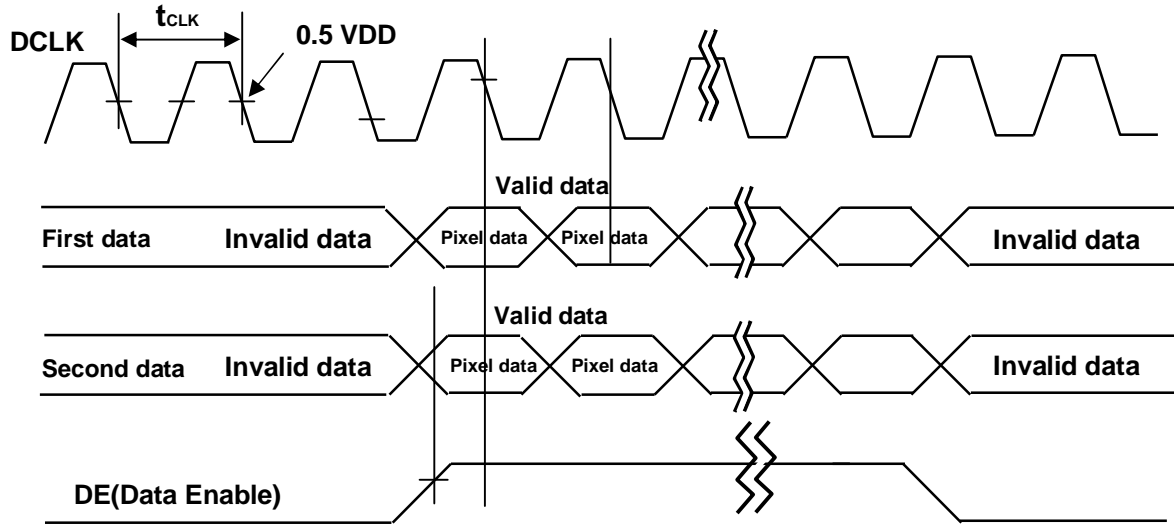 tCLK
0.5 VDD
DCLK
Valid data
First data Invalid data Pixel data Pixel data Invalid data
Valid data
Second data Invalid data Pixel data Pixel data Invalid data
DE(Data Enable)